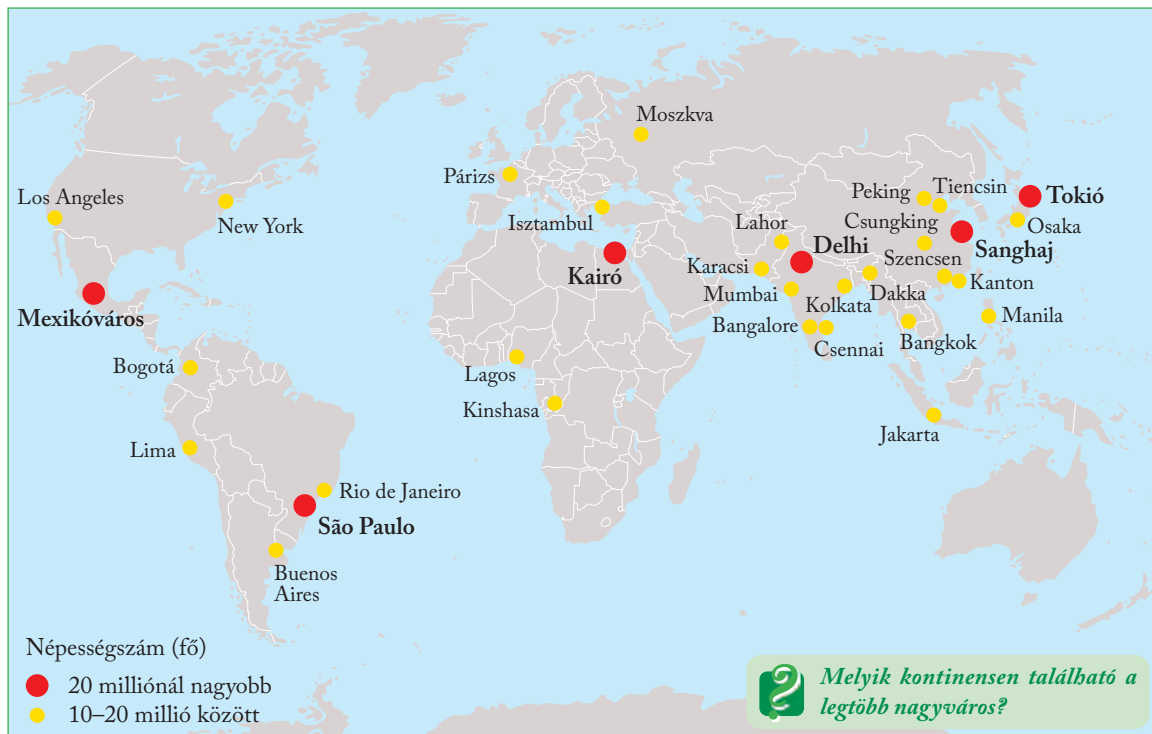 Moszkva
Párizs
Los Angeles
New York
Isztambul
Peking
Tiencsin
Tokió
Lahor
Csungking
Osaka
Delhi
Sanghaj
Kairó
Karacsi
Szencsen
Mumbai
Kolkata
Dakka
Kanton
Mexikóváros
Bangalore
Csennai
Bangkok
Manila
Bogotá
Lagos
Kinshasa
Jakarta
Lima
Rio de Janeiro
São Paulo
Buenos
Aires
Népességszám (fő)
20 milliónál nagyobb
10–20 millió között
Melyik kontinensen található a
legtöbb nagyváros?